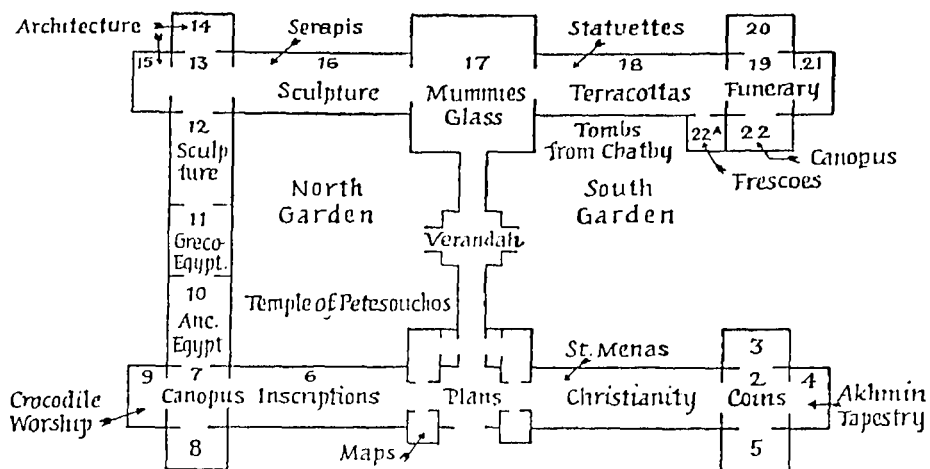 Architecture
14
Serapis
Statuettes
20
15
13
16
17
18
19
21
Sculpture
Mummies
Glass
Terracottas
Funerary
12
Sculp
ture
Tombs
from Chatby
22A
22
Canopus
Frescoes
North
Garden
South
Garden
11
Greco-
Egypt.
Verandah
10
Anc.
Egypt
Temple of Petesouchos
St. Menas
3
9
7
6
2
4
Crocodile
Worship
Canopus
Inscriptions
Plans
Christianity
Coins
Akhmin
Tapestry
8
Maps
5